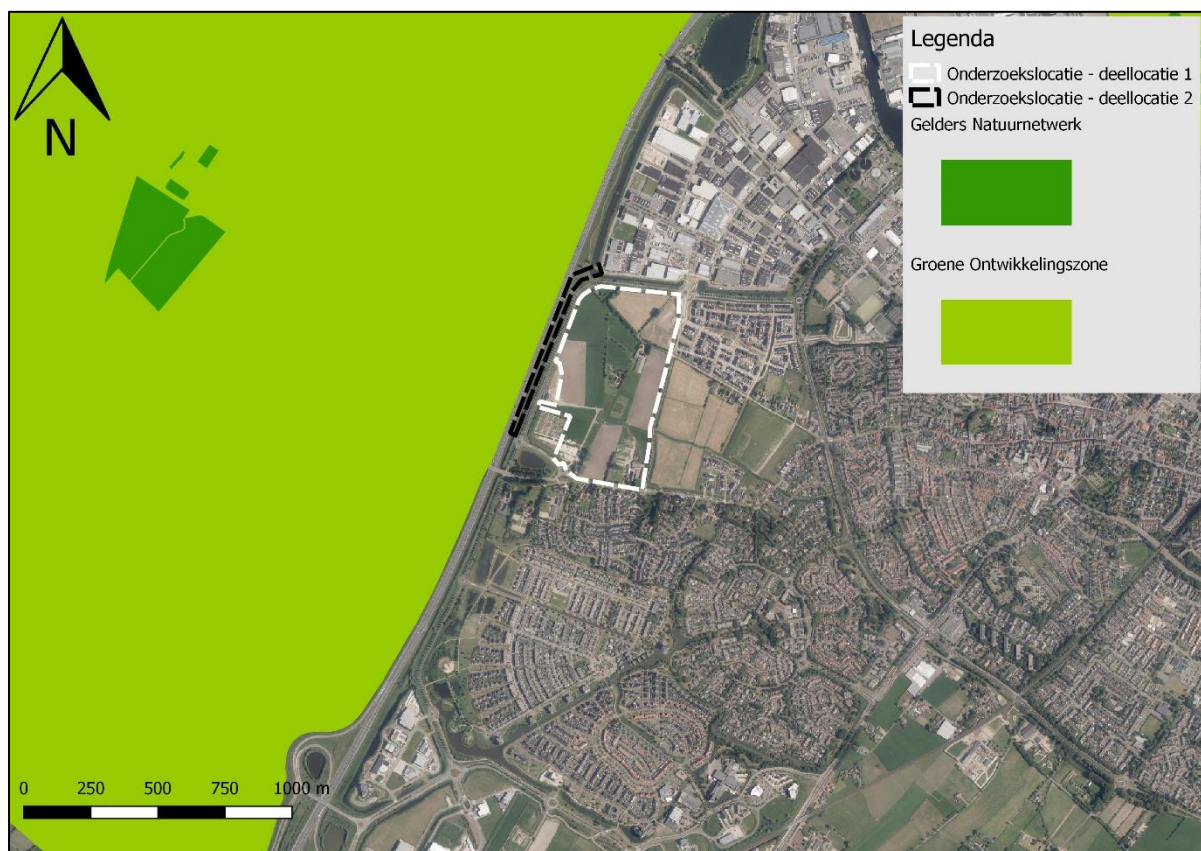 N
Legenda
Onderzoekslocatie - deellocatie 1
Onderzoekslocatie - deellocatie 2
Gelders Natuurnetwerk
Groene Ontwikkelingszone
0 250 500 750 1000 m